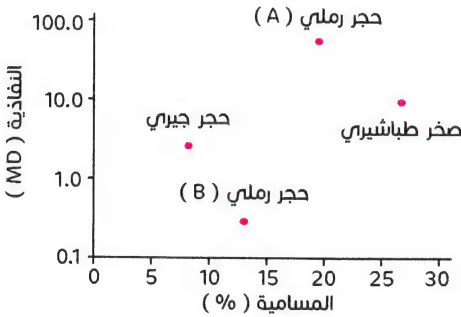 حجر رملي ( A )
100.0
10.0
1.0
0.1
النفاذية ( MD )
حجر جيري
صخر طباشيري
حجر رملي ( B )
0 5 10 15 20 25 30
المسامية ( % )